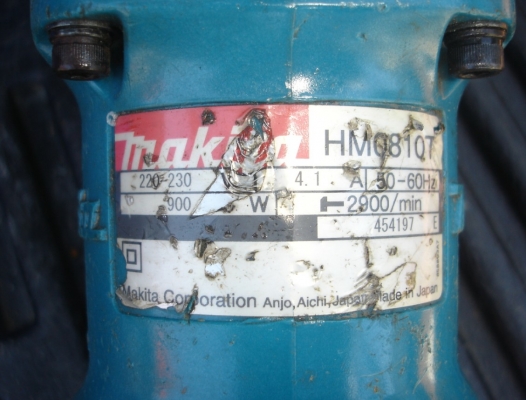 makita HM0810T
220-230 4.1 A 50-60Hz
900 W 2900/min
454197 E
Makita Corporation Anjo, Aichi, Japan Made in Japan